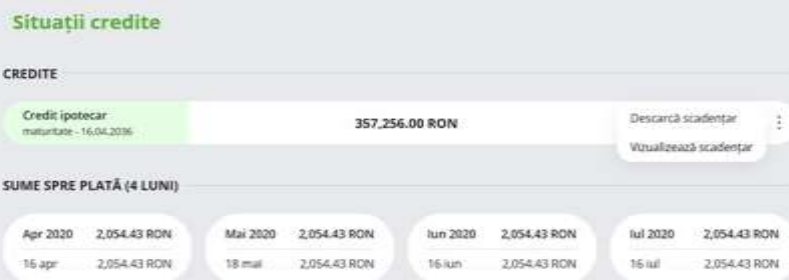 Situații credite
CREDITE
Credit ipotecar
maturitate - 16.04.2036
357,256.00 RON
Descarcă scadențar
Vizualizează scadențar
SUME SPRE PLATĂ (4 LUNI)
Apr 2020 2,054.43 RON
16 apr 2,054.43 RON
Mai 2020 2,054.43 RON
18 mai 2,054.43 RON
Iun 2020 2,054.43 RON
16 iun 2,054.43 RON
Iul 2020 2,054.43 RON
16 iul 2,054.43 RON